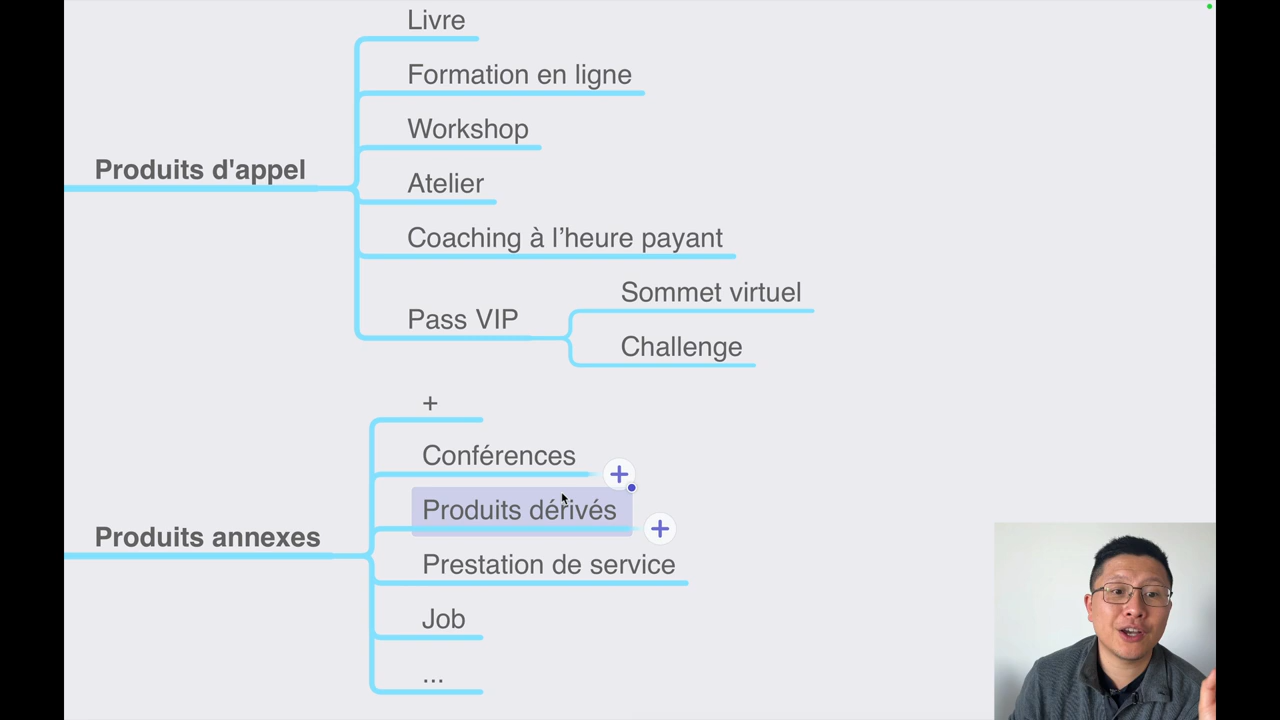 Livre
Formation en ligne
Workshop
Produits d'appel
Atelier
Coaching à l’heure payant
Pass VIP
Sommet virtuel
Challenge
+
Conférences
Produits dérivés
Produits annexes
Prestation de service
Job
...